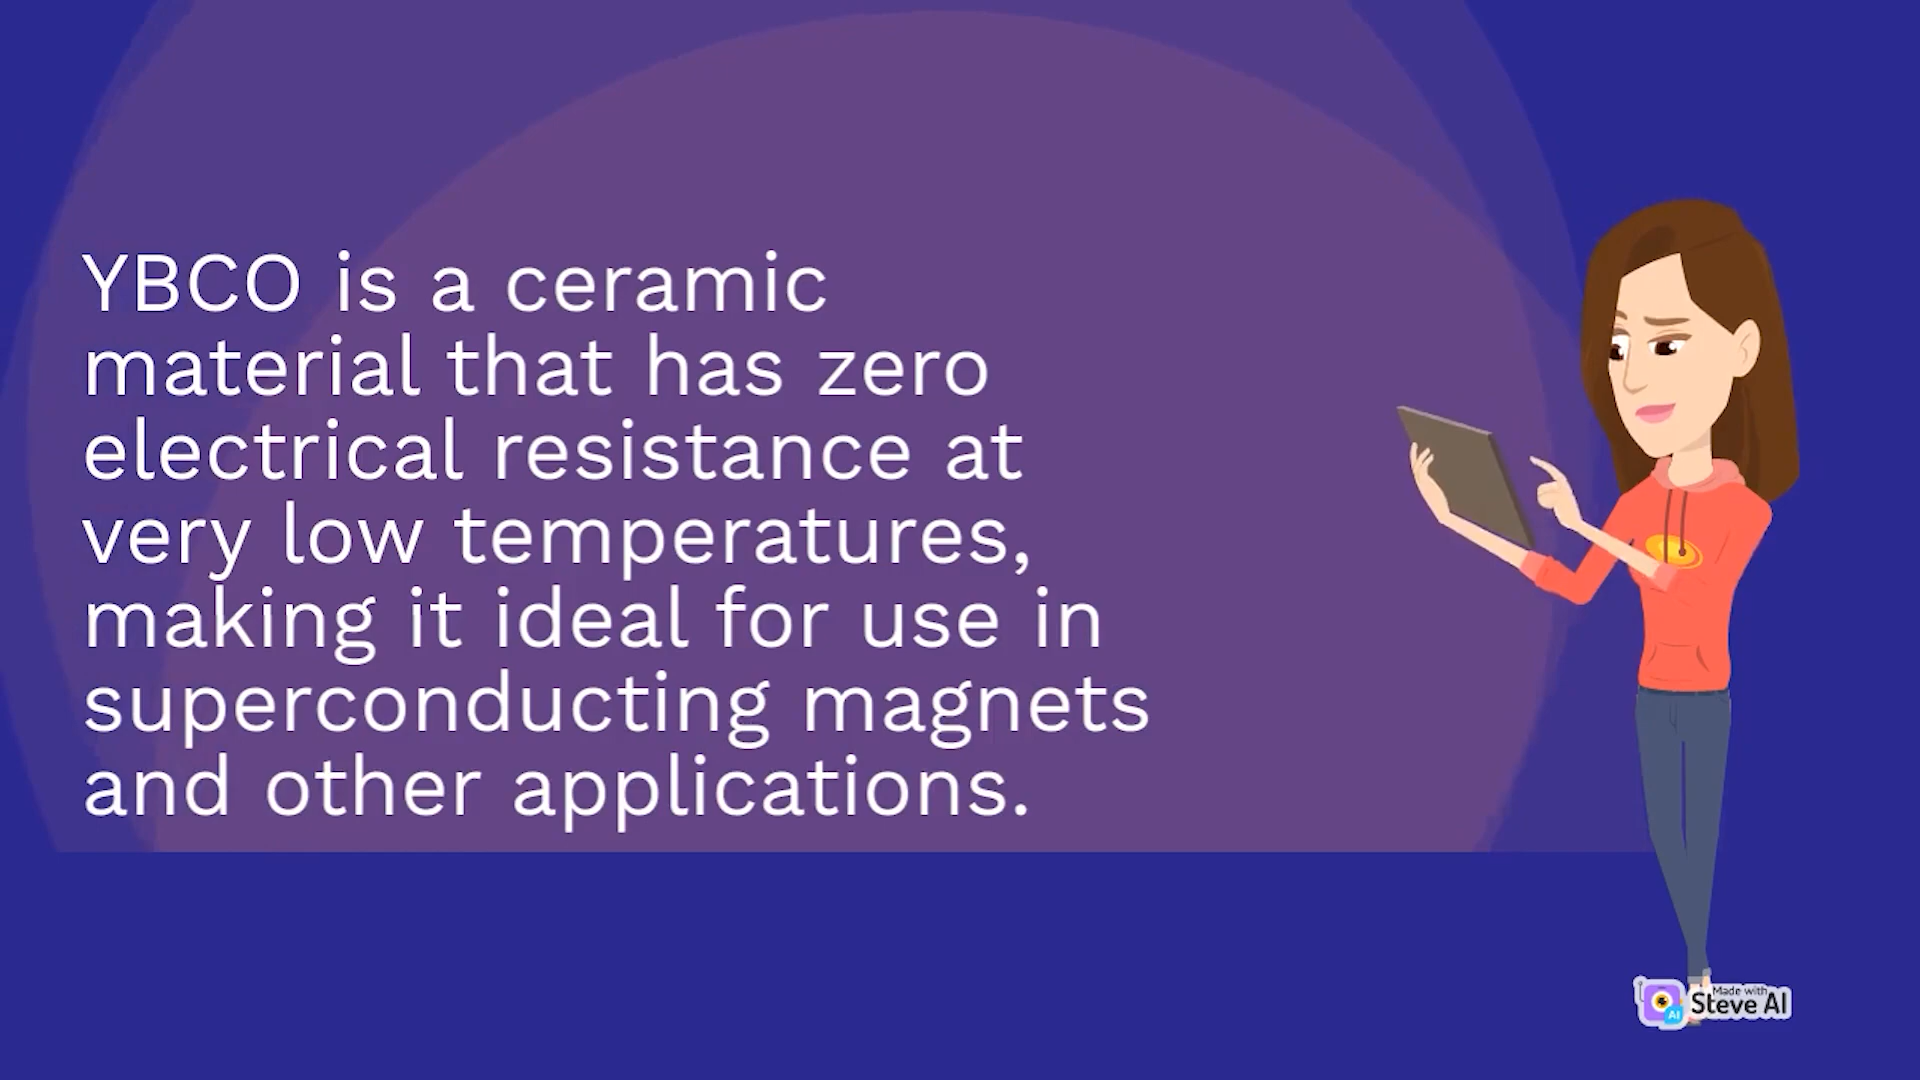 YBCO is a ceramic
material that has zero
electrical resistance at
very low temperatures,
making it ideal for use in
superconducting magnets
and other applications.
Made with
Steve AI
AI